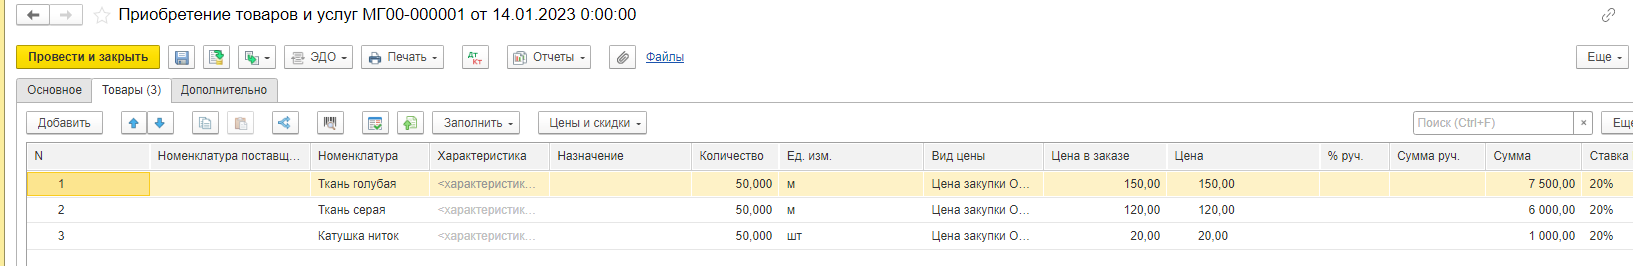 Приобретение товаров и услуг МГ00-000001 от 14.01.2023 0:00:00
Провести и закрыть ЭДО Печать Дт Кт Отчеты Файлы Еще
Основное Товары (3) Дополнительно
Добавить Заполнить Цены и скидки Поиск (Ctrl+F) × Еще
N Номенклатура поставщ... Номенклатура Характеристика Назначение Количество Ед. изм. Вид цены Цена в заказе Цена % руч. Сумма руч. Сумма Ставка
1 Ткань голубая <характеристик... 50,000 м Цена закупки О... 150,00 150,00 7 500,00 20%
2 Ткань серая <характеристик... 50,000 м Цена закупки О... 120,00 120,00 6 000,00 20%
3 Катушка ниток <характеристик... 50,000 шт Цена закупки О... 20,00 20,00 1 000,00 20%